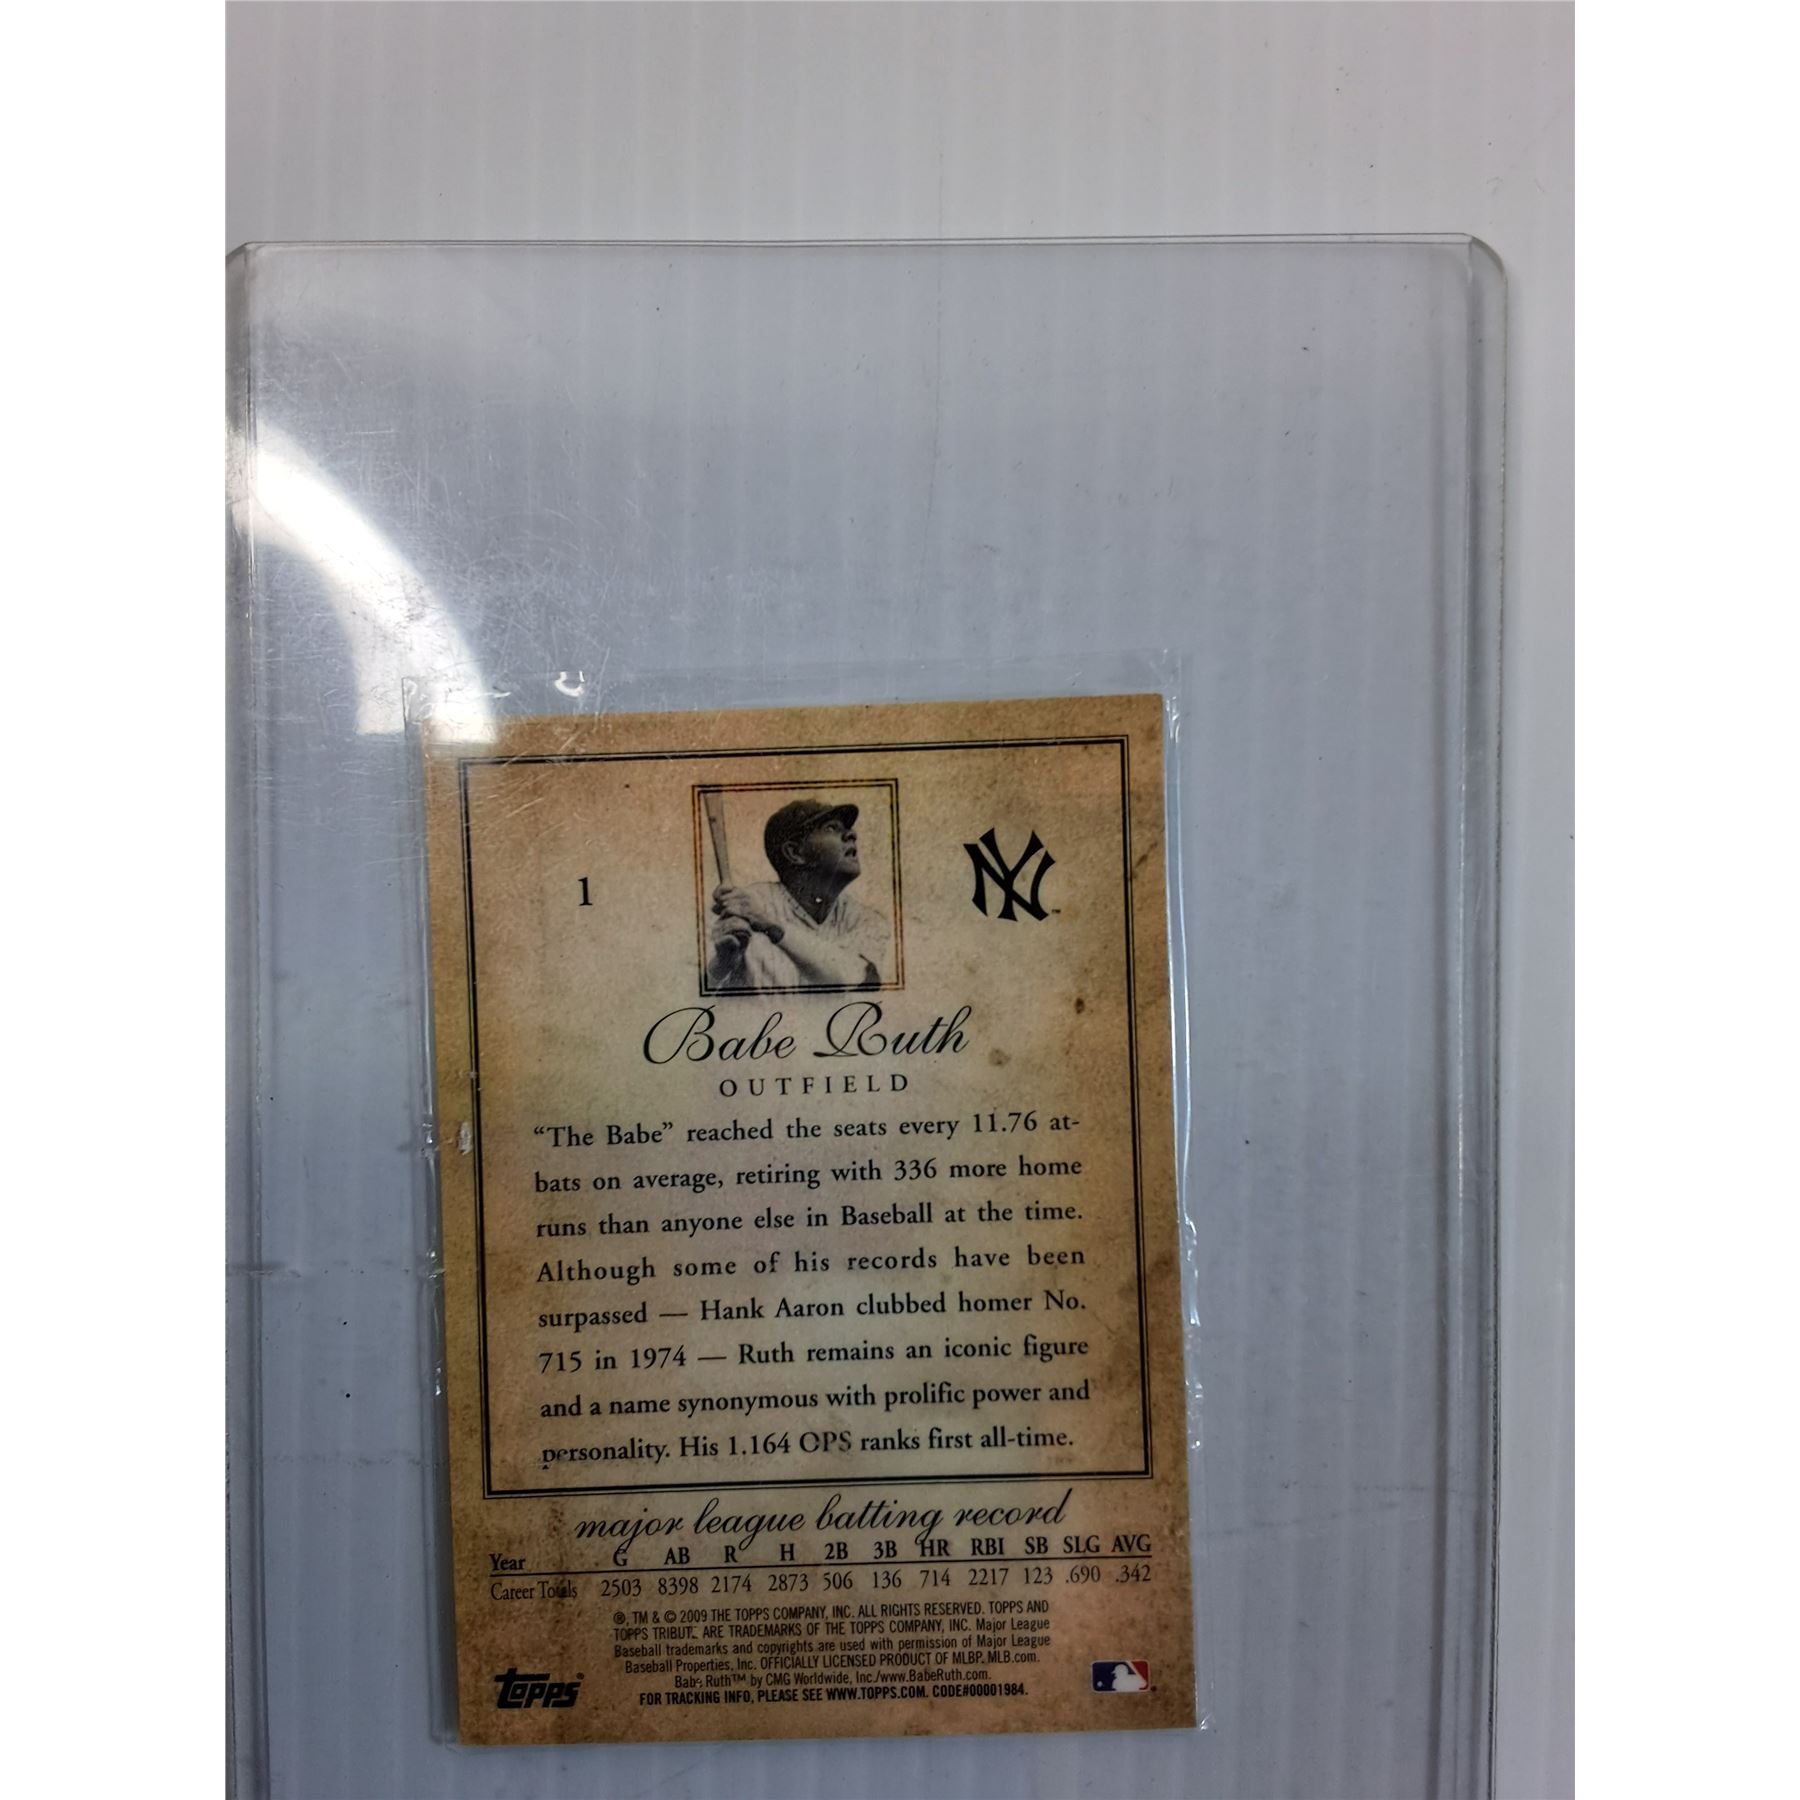 1
NY
Babe Ruth
OUTFIELD
“The Babe” reached the seats every 11.76 at-
bats on average, retiring with 336 more home
runs than anyone else in Baseball at the time.
Although some of his records have been
surpassed — Hank Aaron clubbed homer No.
715 in 1974 — Ruth remains an iconic figure
and a name synonymous with prolific power and
personality. His 1.164 OPS ranks first all-time.
major league batting record
Year G AB R H 2B 3B HR RBI SB SLG AVG
Career Totals 2503 8398 2174 2873 506 136 714 2217 123 .690 .342
®, TM & © 2009 THE TOPPS COMPANY, INC. ALL RIGHTS RESERVED. TOPPS AND
TOPPS TRIBUTE ARE TRADEMARKS OF THE TOPPS COMPANY, INC. Major League
Baseball trademarks and copyrights are used with permission of Major League
Baseball Properties, Inc. OFFICIALLY LICENSED PRODUCT OF MLBP. MLB.com.
Babe Ruth™ by CMG Worldwide, Inc./www.BabeRuth.com.
FOR TRACKING INFO, PLEASE SEE WWW.TOPPS.COM. CODE#00001984.
Topps®